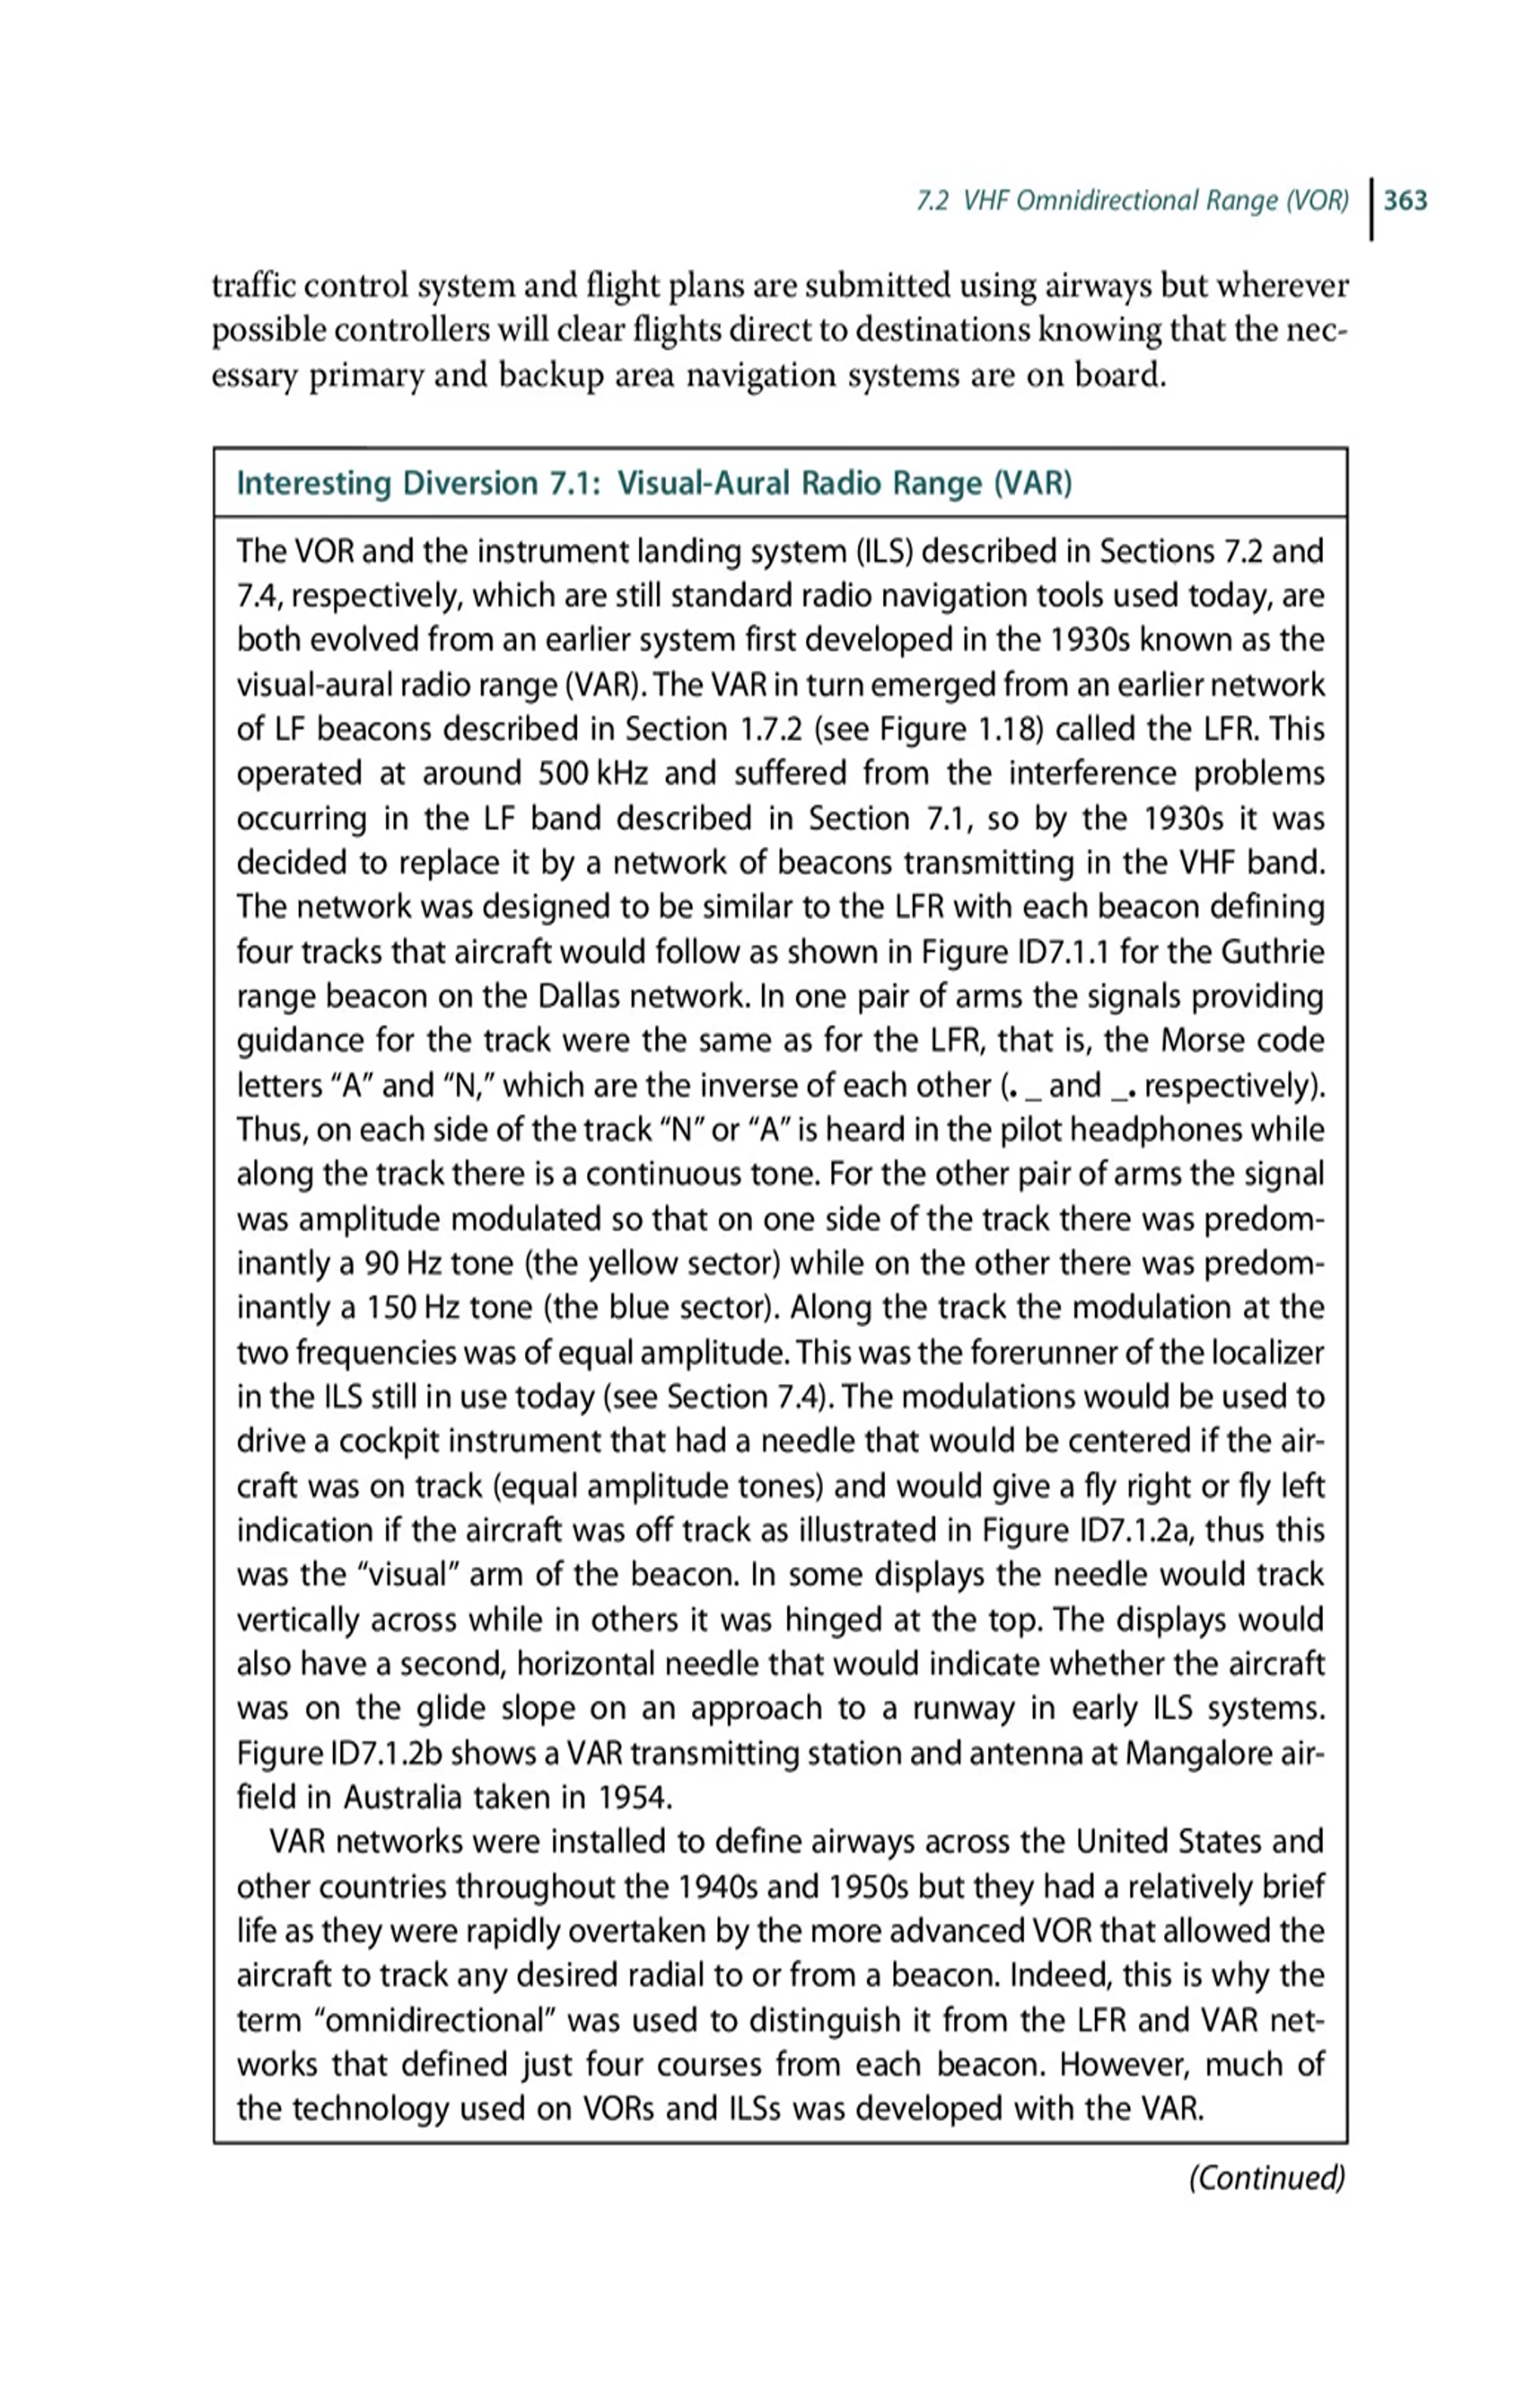 7.2 VHF Omnidirectional Range (VOR) 363
traffic control system and flight plans are submitted using airways but wherever
possible controllers will clear flights direct to destinations knowing that the nec-
essary primary and backup area navigation systems are on board.
Interesting Diversion 7.1: Visual-Aural Radio Range (VAR)
The VOR and the instrument landing system (ILS) described in Sections 7.2 and
7.4, respectively, which are still standard radio navigation tools used today, are
both evolved from an earlier system first developed in the 1930s known as the
visual-aural radio range (VAR). The VAR in turn emerged from an earlier network
of LF beacons described in Section 1.7.2 (see Figure 1.18) called the LFR. This
operated at around 500 kHz and suffered from the interference problems
occurring in the LF band described in Section 7.1, so by the 1930s it was
decided to replace it by a network of beacons transmitting in the VHF band.
The network was designed to be similar to the LFR with each beacon defining
four tracks that aircraft would follow as shown in Figure ID7.1.1 for the Guthrie
range beacon on the Dallas network. In one pair of arms the signals providing
guidance for the track were the same as for the LFR, that is, the Morse code
letters “A” and “N,” which are the inverse of each other (. _ and _. respectively).
Thus, on each side of the track “N” or “A” is heard in the pilot headphones while
along the track there is a continuous tone. For the other pair of arms the signal
was amplitude modulated so that on one side of the track there was predom-
inantly a 90 Hz tone (the yellow sector) while on the other there was predom-
inantly a 150 Hz tone (the blue sector). Along the track the modulation at the
two frequencies was of equal amplitude. This was the forerunner of the localizer
in the ILS still in use today (see Section 7.4). The modulations would be used to
drive a cockpit instrument that had a needle that would be centered if the air-
craft was on track (equal amplitude tones) and would give a fly right or fly left
indication if the aircraft was off track as illustrated in Figure ID7.1.2a, thus this
was the “visual” arm of the beacon. In some displays the needle would track
vertically across while in others it was hinged at the top. The displays would
also have a second, horizontal needle that would indicate whether the aircraft
was on the glide slope on an approach to a runway in early ILS systems.
Figure ID7.1.2b shows a VAR transmitting station and antenna at Mangalore air-
field in Australia taken in 1954.
VAR networks were installed to define airways across the United States and
other countries throughout the 1940s and 1950s but they had a relatively brief
life as they were rapidly overtaken by the more advanced VOR that allowed the
aircraft to track any desired radial to or from a beacon. Indeed, this is why the
term “omnidirectional” was used to distinguish it from the LFR and VAR net-
works that defined just four courses from each beacon. However, much of
the technology used on VORs and ILSs was developed with the VAR.
(Continued)